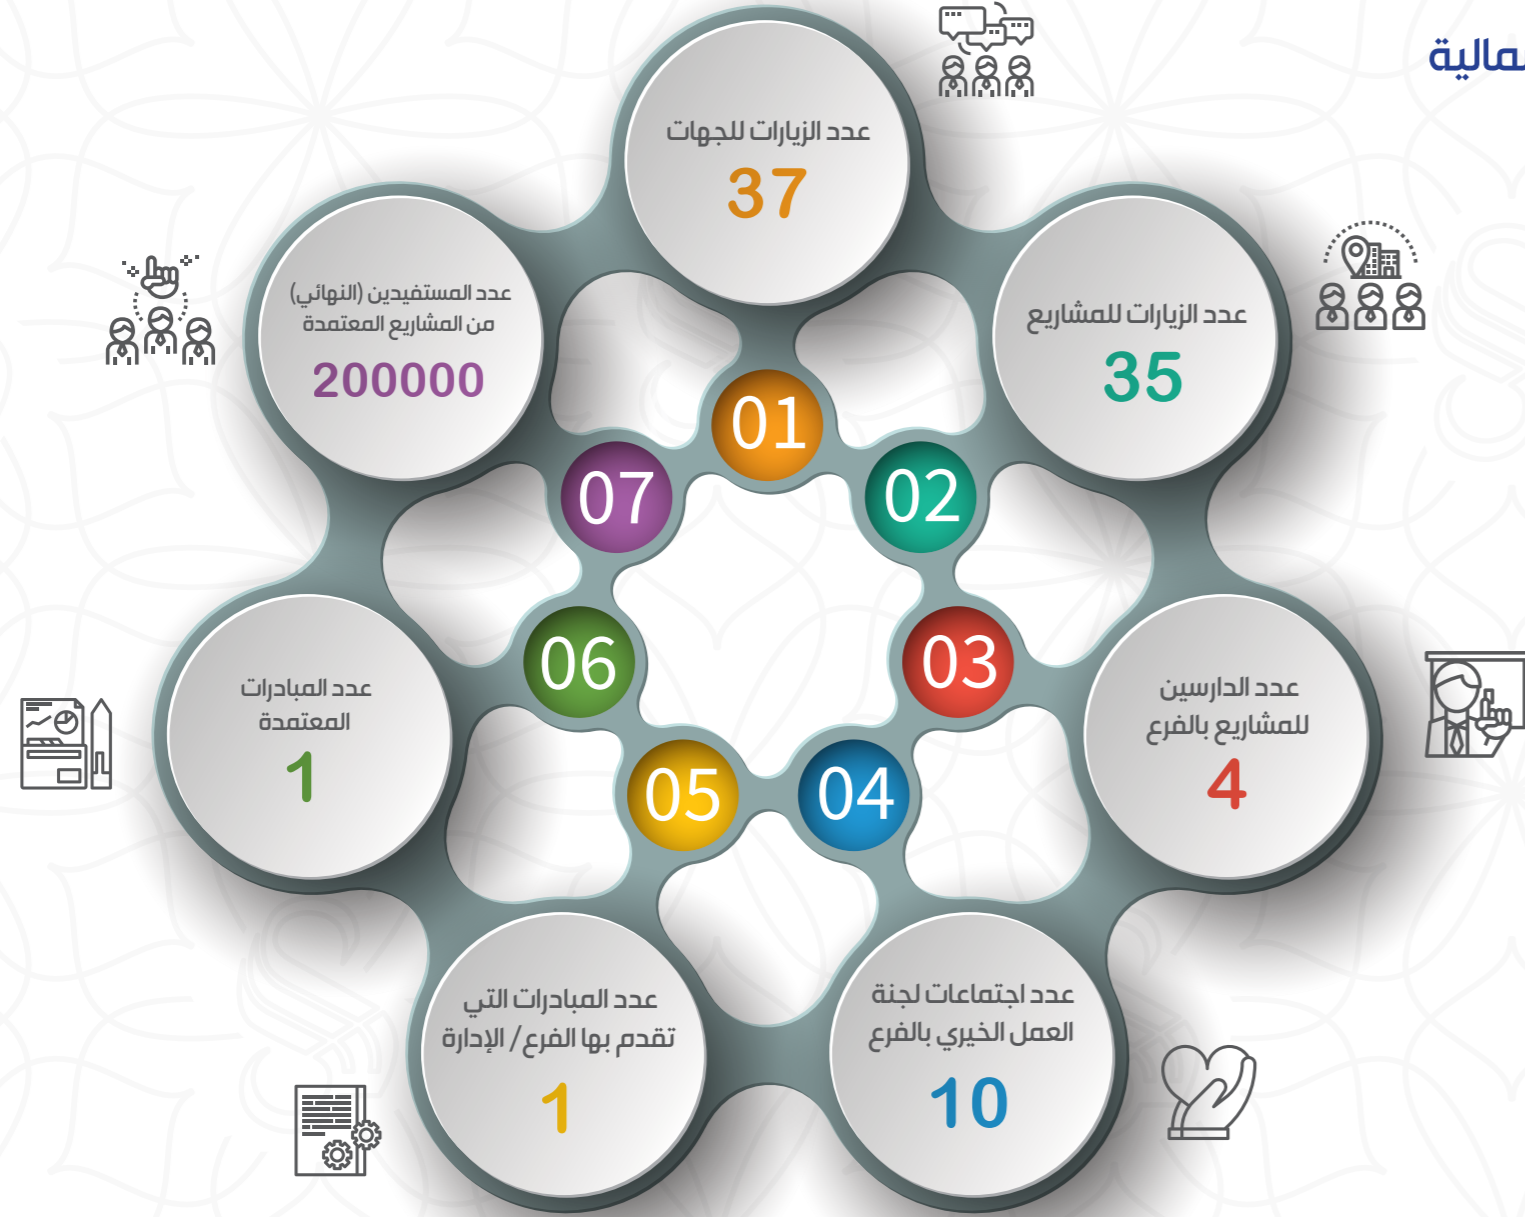 عدد الزيارات للجهات
37
01
عدد الزيارات للمشاريع
35
02
عدد الدارسين
للمشاريع بالفرع
4
03
عدد اجتماعات لجنة
العمل الخيري بالفرع
10
04
عدد المبادرات التي
تقدم بها الفرع/ الإدارة
1
05
عدد المبادرات
المعتمدة
1
06
عدد المستفيدين (النهائي)
من المشاريع المعتمدة
200000
07